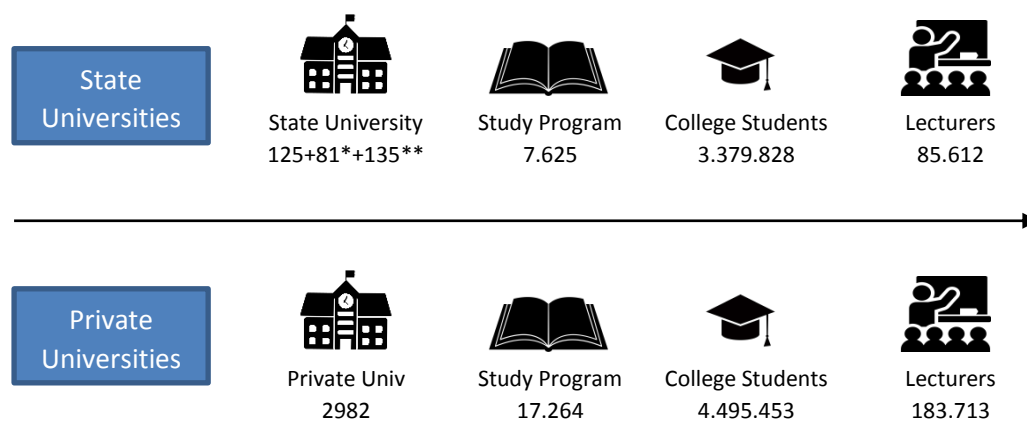 State
Universities
State University
125+81*+135**
Study Program
7.625
College Students
3.379.828
Lecturers
85.612
Private
Universities
Private Univ
2982
Study Program
17.264
College Students
4.495.453
Lecturers
183.713